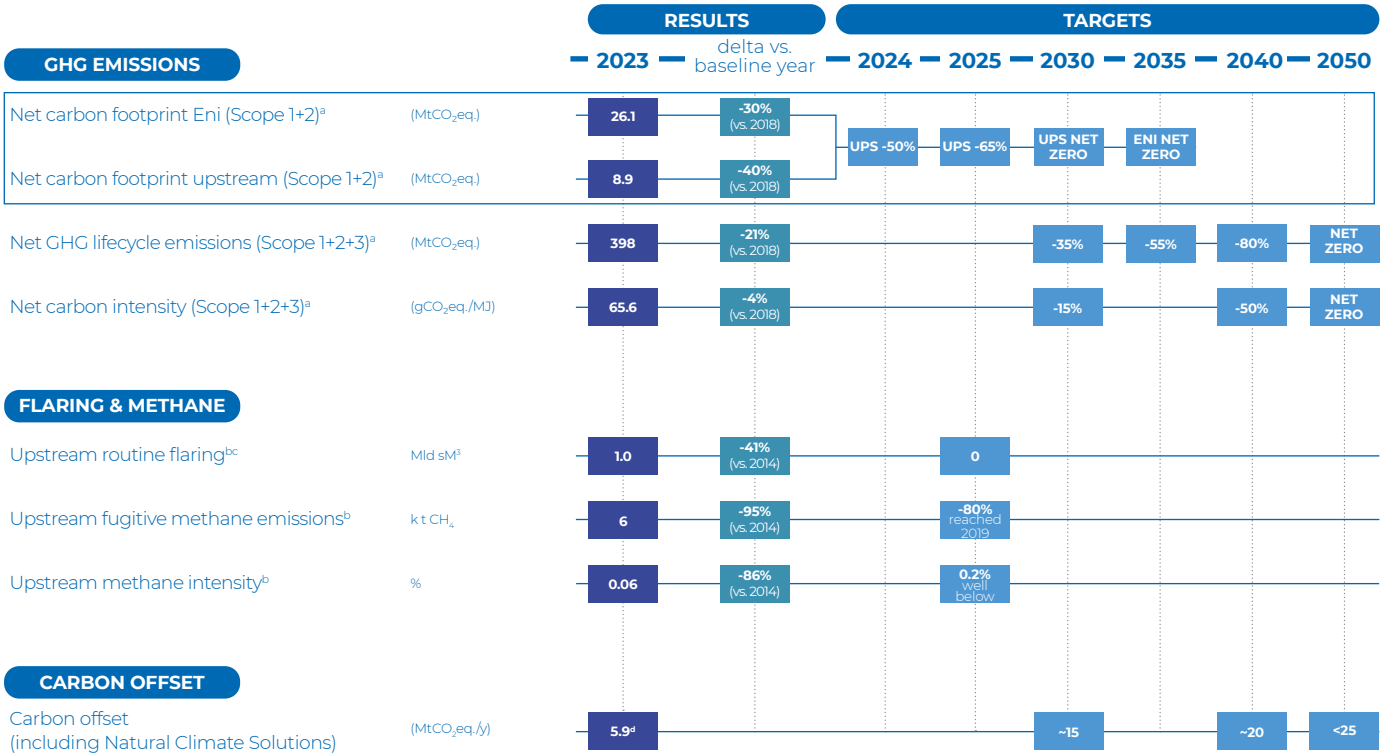 RESULTS
TARGETS
GHG EMISSIONS
2023
delta vs.
baseline year
2024
2025
2030
2035
2040
2050
Net carbon footprint Eni (Scope 1+2)ᵃ
(MtCO₂eq.)
26.1
-30%
(vs. 2018)
UPS -50%
UPS -65%
UPS NET
ZERO
ENI NET
ZERO
Net carbon footprint upstream (Scope 1+2)ᵃ
(MtCO₂eq.)
8.9
-40%
(vs. 2018)
Net GHG lifecycle emissions (Scope 1+2+3)ᵃ
(MtCO₂eq.)
398
-21%
(vs. 2018)
-35%
-55%
-80%
NET
ZERO
Net carbon intensity (Scope 1+2+3)ᵃ
(gCO₂eq./MJ)
65.6
-4%
(vs. 2018)
-15%
-50%
NET
ZERO
FLARING & METHANE
Upstream routine flaringᵇᶜ
Mld sM³
1.0
-41%
(vs. 2014)
0
Upstream fugitive methane emissionsᵇ
k t CH₄
6
-95%
(vs. 2014)
-80%
reached
2019
Upstream methane intensityᵇ
%
0.06
-86%
(vs. 2014)
0.2%
well
below
CARBON OFFSET
Carbon offset
(including Natural Climate Solutions)
(MtCO₂eq./y)
5.9ᵈ
~15
~20
<25